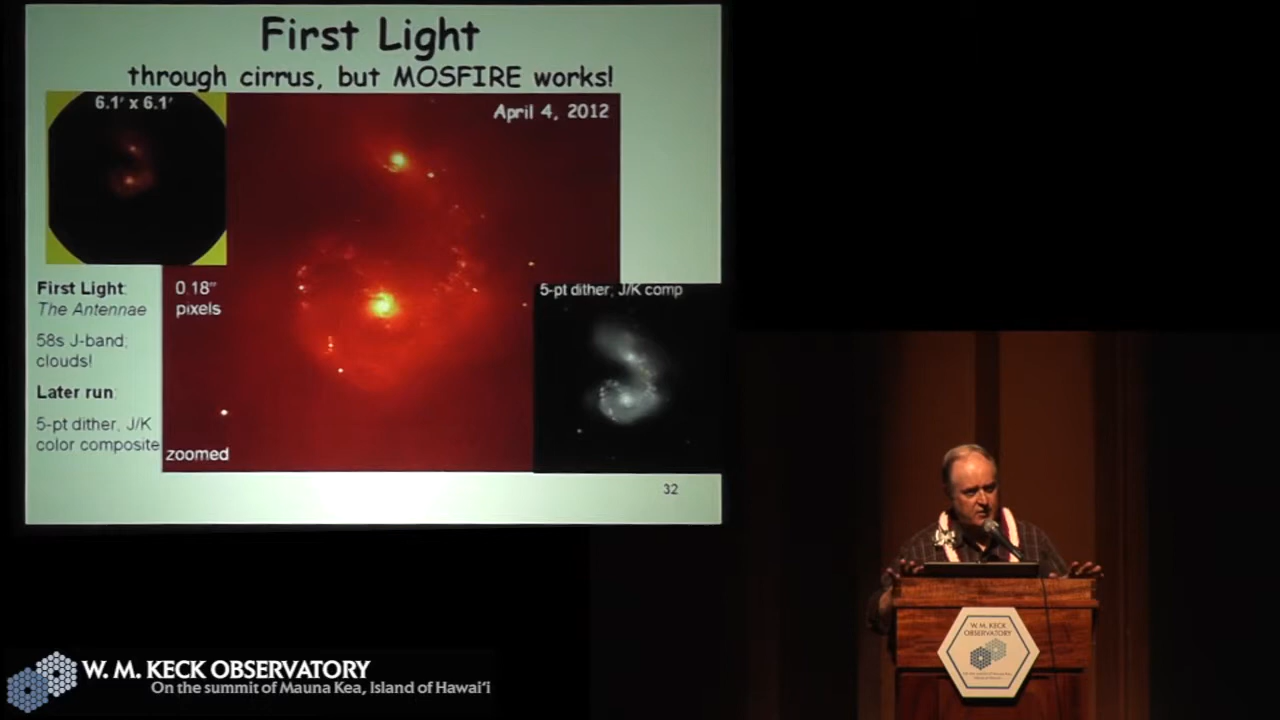 First Light
through cirrus, but MOSFIRE works!
6.1′ x 6.1′
April 4, 2012
First Light:
The Antennae
58s J-band;
clouds!
Later run:
5-pt dither, J/K
color composite
0.18″
pixels
zoomed
5-pt dither; J/K comp
32
W. M. KECK
OBSERVATORY
W. M. KECK OBSERVATORY
On the summit of Mauna Kea, Island of Hawai‘i